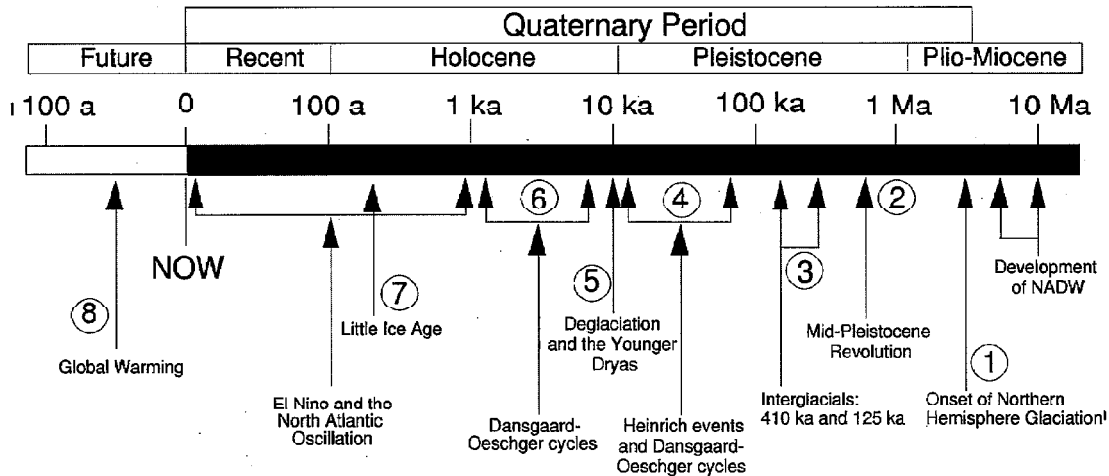 Quaternary Period
Future Recent Holocene Pleistocene Plio-Miocene
100 a 0 100 a 1 ka 10 ka 100 ka 1 Ma 10 Ma
6 4 2
NOW
3
Development
of NADW
5
7
8
Little Ice Age
Deglaciation
and the Younger
Dryas
Mid-Pleistocene
Revolution
1
Global Warming
El Nino and tho
North Atlantic
Oscillation
Dansgaard-
Oeschger cycles
Heinrich events
and Dansgaard-
Oeschger cycles
Interglacials:
410 ka and 125 ka
Onset of Northern
Hemisphere Glaciation